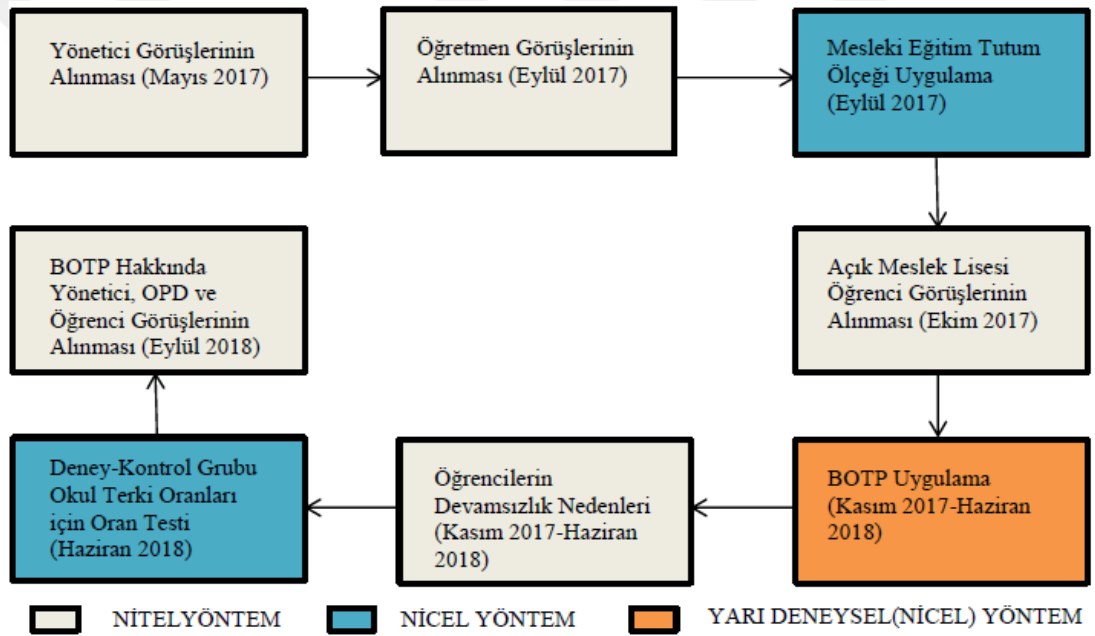 Yönetici Görüşlerinin
Alınması (Mayıs 2017)
Öğretmen Görüşlerinin
Alınması (Eylül 2017)
Mesleki Eğitim Tutum
Ölçeği Uygulama
(Eylül 2017)
Açık Meslek Lisesi
Öğrenci Görüşlerinin
Alınması (Ekim 2017)
BOTP Uygulama
(Kasım 2017-Haziran
2018)
Öğrencilerin
Devamsızlık Nedenleri
(Kasım 2017-Haziran
2018)
Deney-Kontrol Grubu
Okul Terki Oranları
için Oran Testi
(Haziran 2018)
BOTP Hakkında
Yönetici, OPD ve
Öğrenci Görüşlerinin
Alınması (Eylül 2018)
NİTELYÖNTEM
NİCEL YÖNTEM
YARI DENEYSEL(NİCEL) YÖNTEM